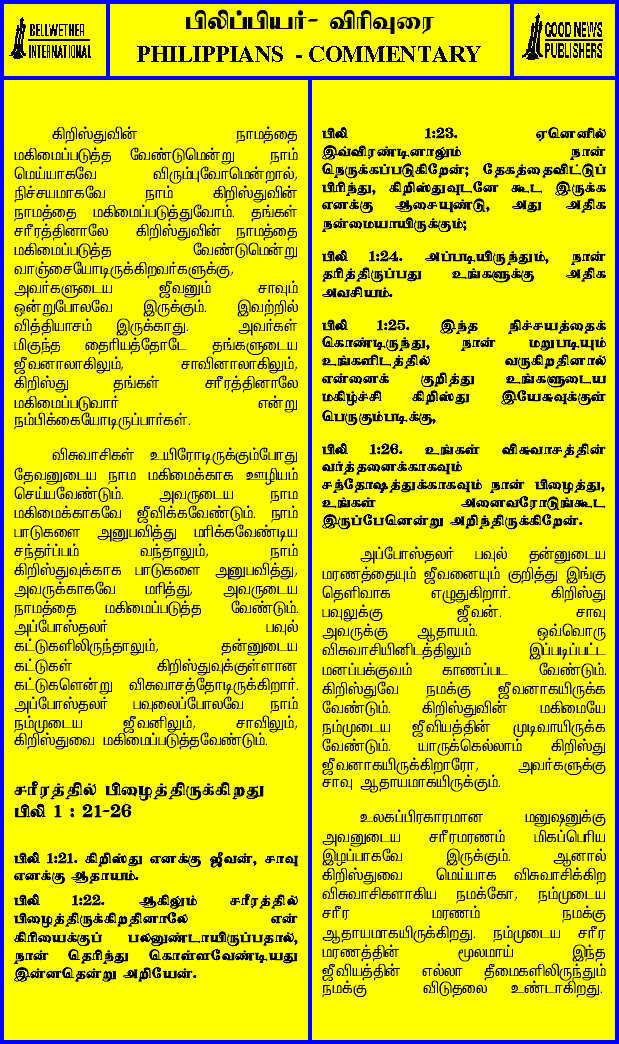 BELLWETHER
INTERNATIONAL
பிலிப்பியர்- விரிவுரை
PHILIPPIANS - COMMENTARY
GOOD NEWS
PUBLISHERS
கிறிஸ்துவின் நாமத்தை
மகிமைப்படுத்த வேண்டுமென்று நாம்
மெய்யாகவே விரும்புவோமென்றால்,
நிச்சயமாகவே நாம் கிறிஸ்துவின்
நாமத்தை மகிமைப்படுத்துவோம். தங்கள்
சரீரத்தினாலே கிறிஸ்துவின் நாமத்தை
மகிமைப்படுத்த வேண்டுமென்று
வாஞ்சையோடிருக்கிறவர்களுக்கு,
அவர்களுடைய ஜீவனும் சாவும்
ஒன்றுபோலவே இருக்கும். இவற்றில்
வித்தியாசம் இருக்காது. அவர்கள்
மிகுந்த தைரியத்தோடே தங்களுடைய
ஜீவனாலாகிலும், சாவினாலாகிலும்,
கிறிஸ்து தங்கள் சரீரத்தினாலே
மகிமைப்படுவார் என்று
நம்பிக்கையோடிருப்பார்கள்.
விசுவாசிகள் உயிரோடிருக்கும்போது
தேவனுடைய நாம மகிமைக்காக ஊழியம்
செய்யவேண்டும். அவருடைய நாம
மகிமைக்காகவே ஜீவிக்கவேண்டும். நாம்
பாடுகளை அனுபவித்து மரிக்கவேண்டிய
சந்தர்ப்பம் வந்தாலும், நாம்
கிறிஸ்துவுக்காக பாடுகளை அனுபவித்து,
அவருக்காகவே மரித்து, அவருடைய
நாமத்தை மகிமைப்படுத்த வேண்டும்.
அப்போஸ்தலர் பவுல்
கட்டுகளிலிருந்தாலும், தன்னுடைய
கட்டுகள் கிறிஸ்துவுக்குள்ளான
கட்டுகளென்று விசுவாசத்தோடிருக்கிறார்.
அப்போஸ்தலர் பவுலைப்போலவே நாம்
நம்முடைய ஜீவனிலும், சாவிலும்,
கிறிஸ்துவை மகிமைப்படுத்தவேண்டும்.
சரீரத்தில் பிழைத்திருக்கிறது
பிலி 1 : 21-26
பிலி 1:21. கிறிஸ்து எனக்கு ஜீவன், சாவு
எனக்கு ஆதாயம்.
பிலி 1:22. ஆகிலும் சரீரத்தில்
பிழைத்திருக்கிறதினாலே என்
கிரியைக்குப் பலனுண்டாயிருப்பதால்,
நான் தெரிந்து கொள்ளவேண்டியது
இன்னதென்று அறியேன்.
பிலி 1:23. ஏனெனில்
இவ்விரண்டினாலும் நான்
நெருக்கப்படுகிறேன்; தேகத்தைவிட்டுப்
பிரிந்து, கிறிஸ்துவுடனே கூட இருக்க
எனக்கு ஆசையுண்டு, அது அதிக
நன்மையாயிருக்கும்;
பிலி 1:24. அப்படியிருந்தும், நான்
தரித்திருப்பது உங்களுக்கு அதிக
அவசியம்.
பிலி 1:25. இந்த நிச்சயத்தைக்
கொண்டிருந்து, நான் மறுபடியும்
உங்களிடத்தில் வருகிறதினால்
என்னைக் குறித்து உங்களுடைய
மகிழ்ச்சி கிறிஸ்து இயேசுவுக்குள்
பெருகும்படிக்கு,
பிலி 1:26. உங்கள் விசுவாசத்தின்
வர்த்தனைக்காகவும்
சந்தோஷத்துக்காகவும் நான் பிழைத்து,
உங்கள் அனைவரோடுங்கூட
இருப்பேனென்று அறிந்திருக்கிறேன்.
அப்போஸ்தலர் பவுல் தன்னுடைய
மரணத்தையும் ஜீவனையும் குறித்து இங்கு
தெளிவாக எழுதுகிறார். கிறிஸ்து
பவுலுக்கு ஜீவன். சாவு
அவருக்கு ஆதாயம். ஒவ்வொரு
விசுவாசியினிடத்திலும் இப்படிப்பட்ட
மனப்பக்குவம் காணப்பட வேண்டும்.
கிறிஸ்துவே நமக்கு ஜீவனாகயிருக்க
வேண்டும். கிறிஸ்துவின் மகிமையே
நம்முடைய ஜீவியத்தின் முடிவாயிருக்க
வேண்டும். யாருக்கெல்லாம் கிறிஸ்து
ஜீவனாகயிருக்கிறாரோ, அவர்களுக்கு
சாவு ஆதாயமாகயிருக்கும்.
உலகப்பிரகாரமான மனுஷனுக்கு
அவனுடைய சரீரமரணம் மிகப்பெரிய
இழப்பாகவே இருக்கும். ஆனால்
கிறிஸ்துவை மெய்யாக விசுவாசிக்கிற
விசுவாசிகளாகிய நமக்கோ, நம்முடைய
சரீர மரணம் நமக்கு
ஆதாயமாகயிருக்கிறது. நம்முடைய சரீர
மரணத்தின் மூலமாய் இந்த
ஜீவியத்தின் எல்லா தீமைகளிலிருந்தும்
நமக்கு விடுதலை உண்டாகிறது.